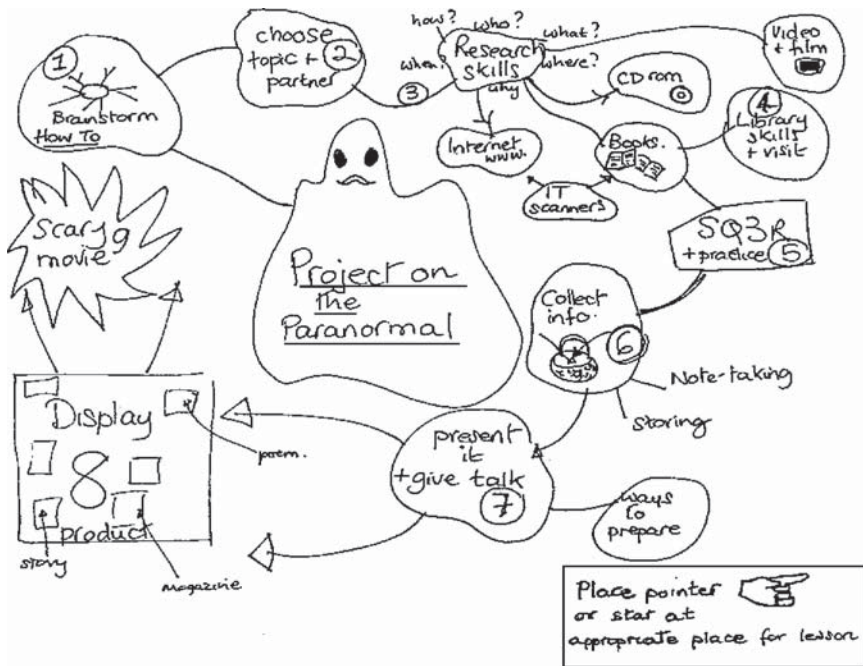 1
Brainstorm
How To
choose
topic +
partner
2
3
how?
who?
what?
when?
where?
why
Research
skills
Video
+ film
CD rom
Internet
www.
Books.
IT
scanners
4
Library
skills
+ visit
SQ3R
+ practice
5
Collect
info.
6
Note-taking
storing
present
it
+ give talk
7
ways
to
prepare
Display
8
product
poem.
story
magazine
Scary
movie
9
Project on
the
Paranormal
Place pointer
or star at
appropriate place for lesson